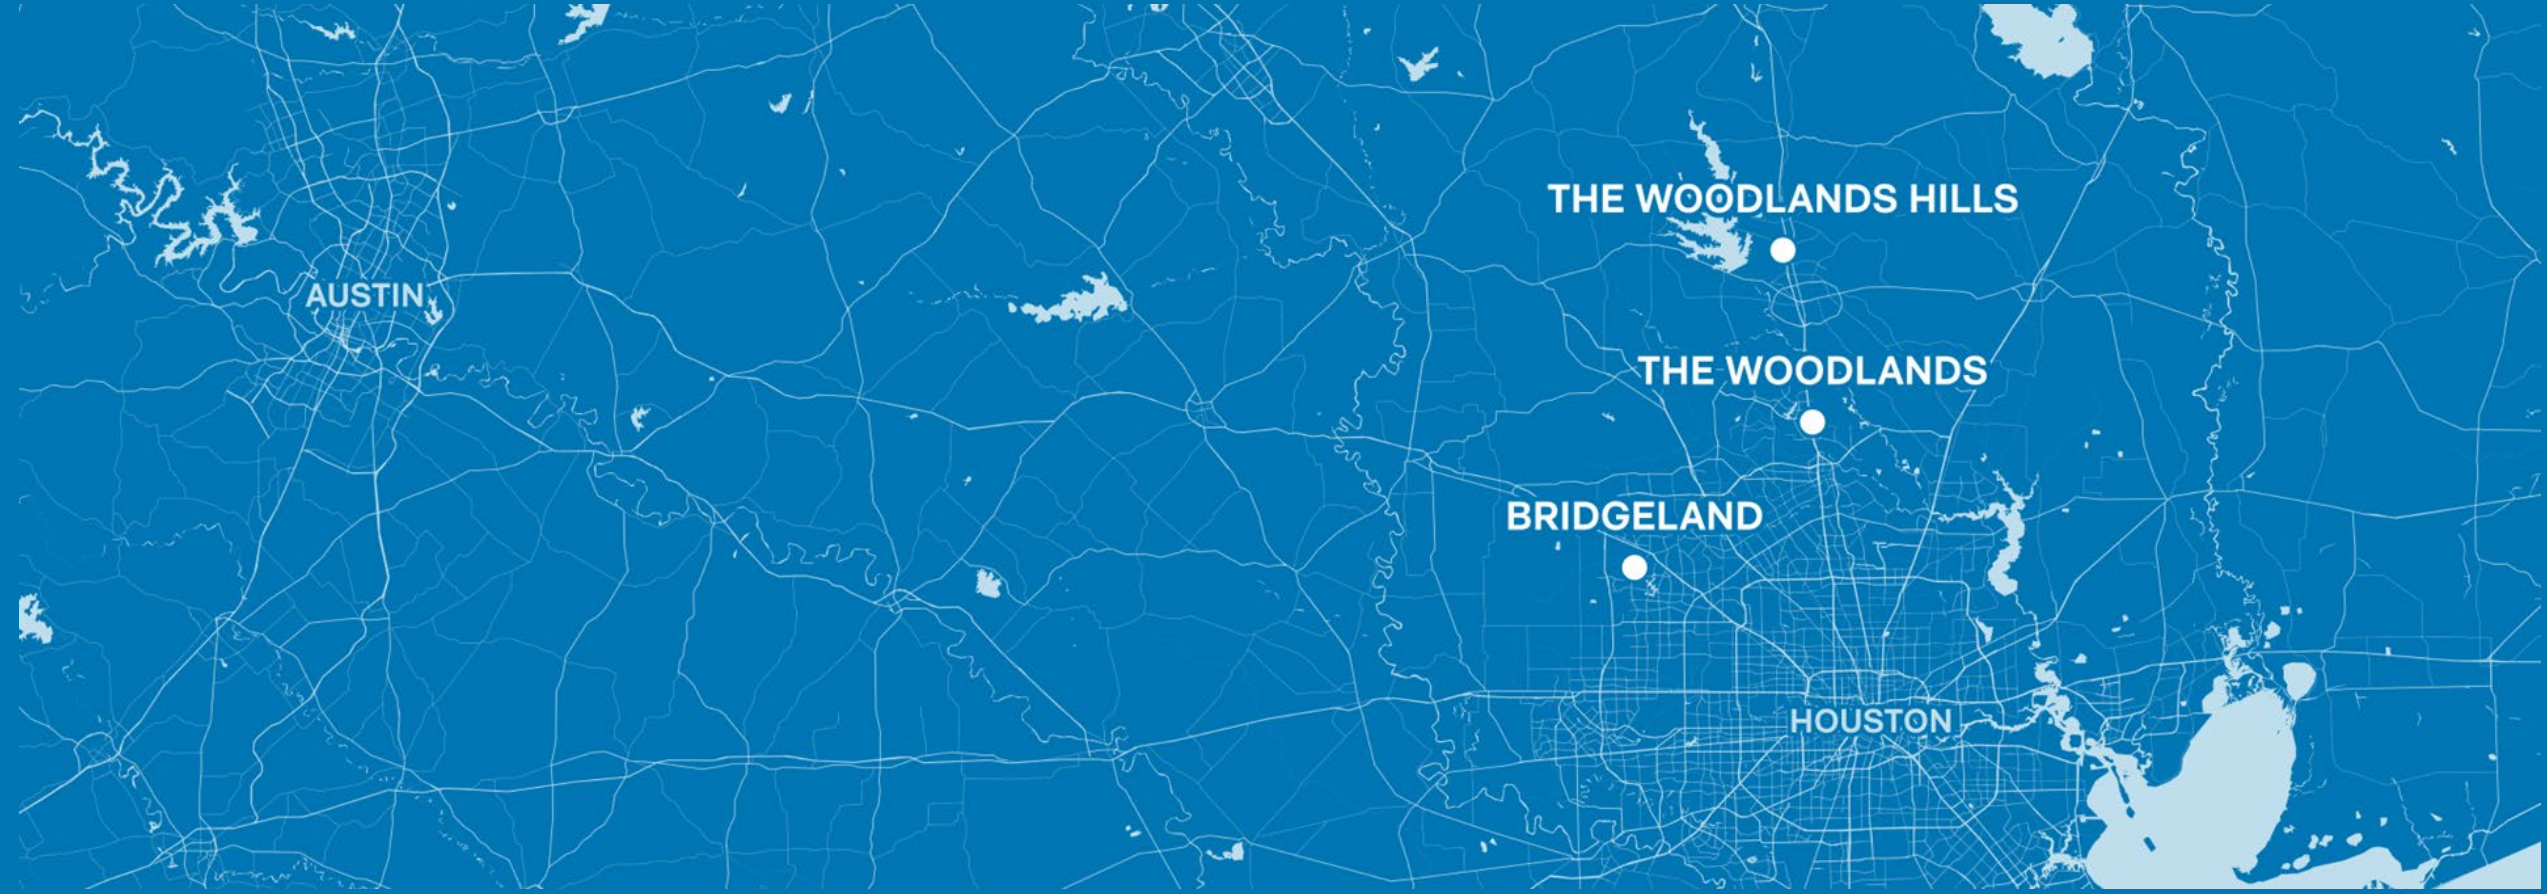 THE WOODLANDS HILLS
AUSTIN
THE WOODLANDS
BRIDGELAND
HOUSTON